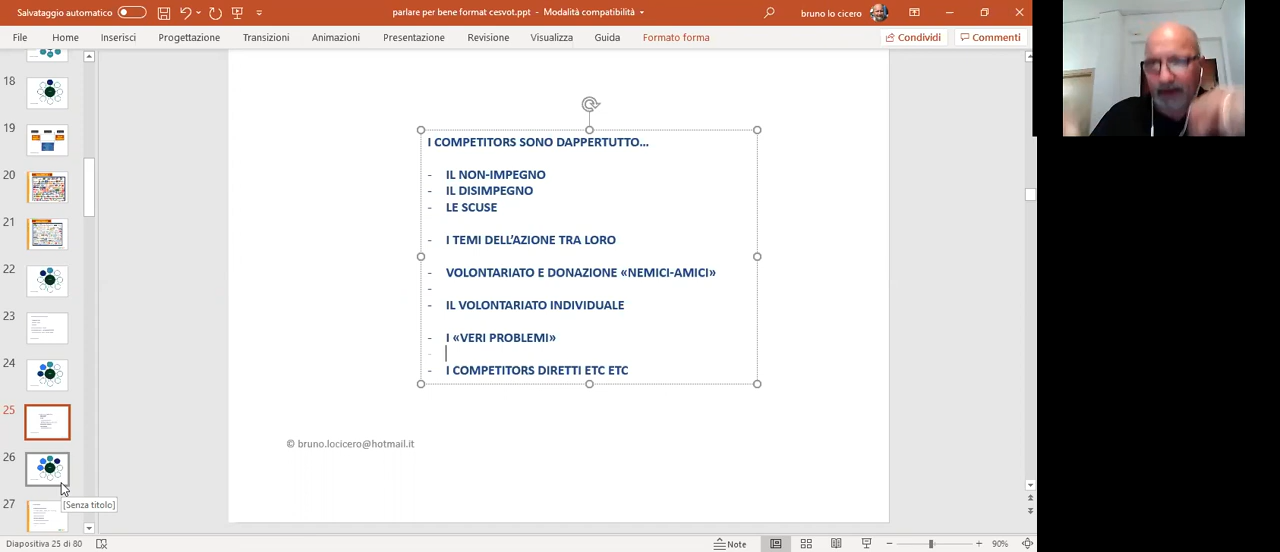 Salvataggio automatico
parlare per bene format cesvot.ppt - Modalità compatibilità
bruno lo cicero
File Home Inserisci Progettazione Transizioni Animazioni Presentazione Revisione Visualizza Guida Formato forma
Condividi Commenti
18
19
20
21
22
23
24
25
26
27
[Senza titolo]
I COMPETITORS SONO DAPPERTUTTO...
- IL NON-IMPEGNO
- IL DISIMPEGNO
- LE SCUSE
- I TEMI DELL'AZIONE TRA LORO
- VOLONTARIATO E DONAZIONE «NEMICI-AMICI»
-
- IL VOLONTARIATO INDIVIDUALE
- I «VERI PROBLEMI»
-
- I COMPETITORS DIRETTI ETC ETC
© bruno.locicero@hotmail.it
Diapositiva 25 di 80
Note
90%